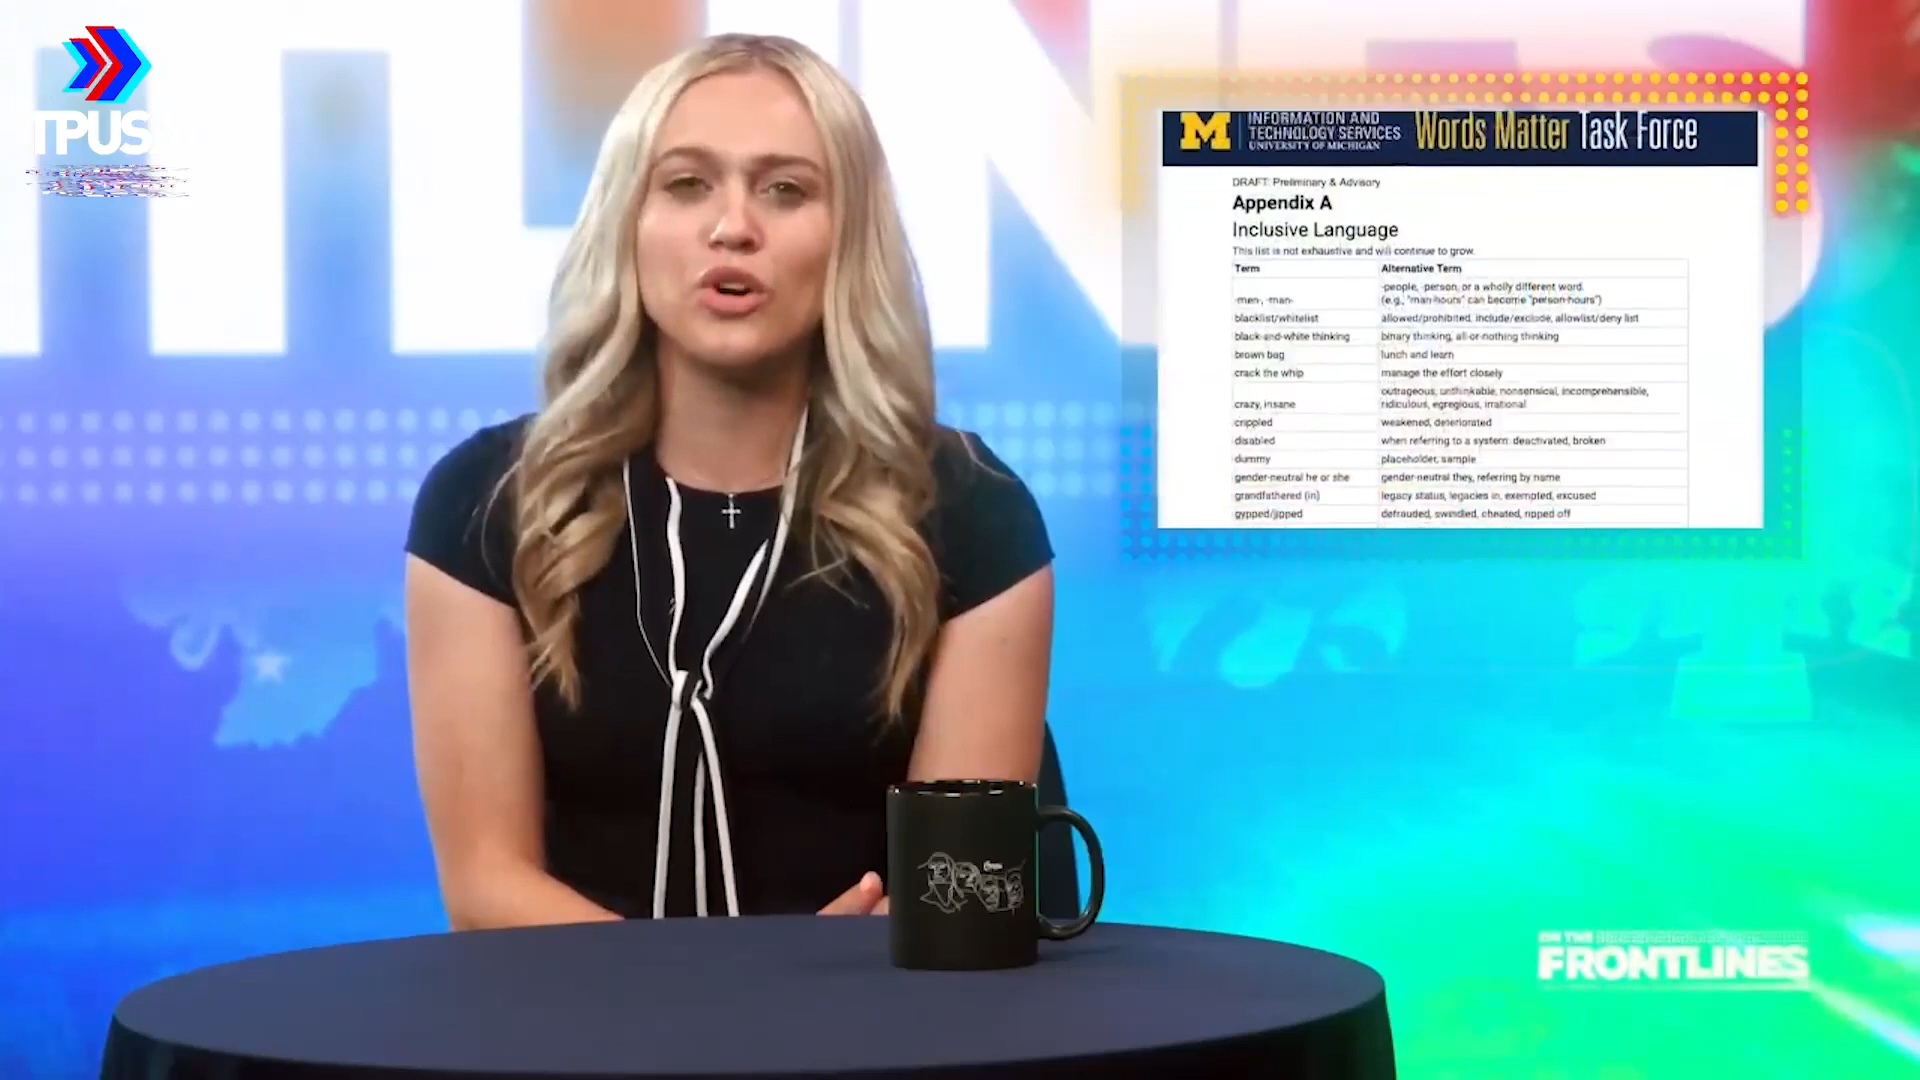 TPUS
INFORMATION AND
TECHNOLOGY SERVICES
UNIVERSITY OF MICHIGAN
Words Matter Task Force
DRAFT: Preliminary & Advisory
Appendix A
Inclusive Language
This list is not exhaustive and will continue to grow.
Term Alternative Term
-people, -person, or a wholly different word.
-men-, -man- (e.g., "man-hours" can become "person-hours")
blacklist/whitelist allowed/prohibited, include/exclude, allowlist/deny list
black-and-white thinking binary thinking, all-or-nothing thinking
brown bag lunch and learn
crack the whip manage the effort closely
outrageous, unthinkable, nonsensical, incomprehensible,
crazy, insane ridiculous, egregious, irrational
crippled weakened, deteriorated
disabled when referring to a system: deactivated, broken
dummy placeholder, sample
gender-neutral he or she gender-neutral they, referring by name
grandfathered (in) legacy status, legacies in, exempted, excused
gypped/jipped defrauded, swindled, cheated, ripped off
ON THE
FRONTLINES